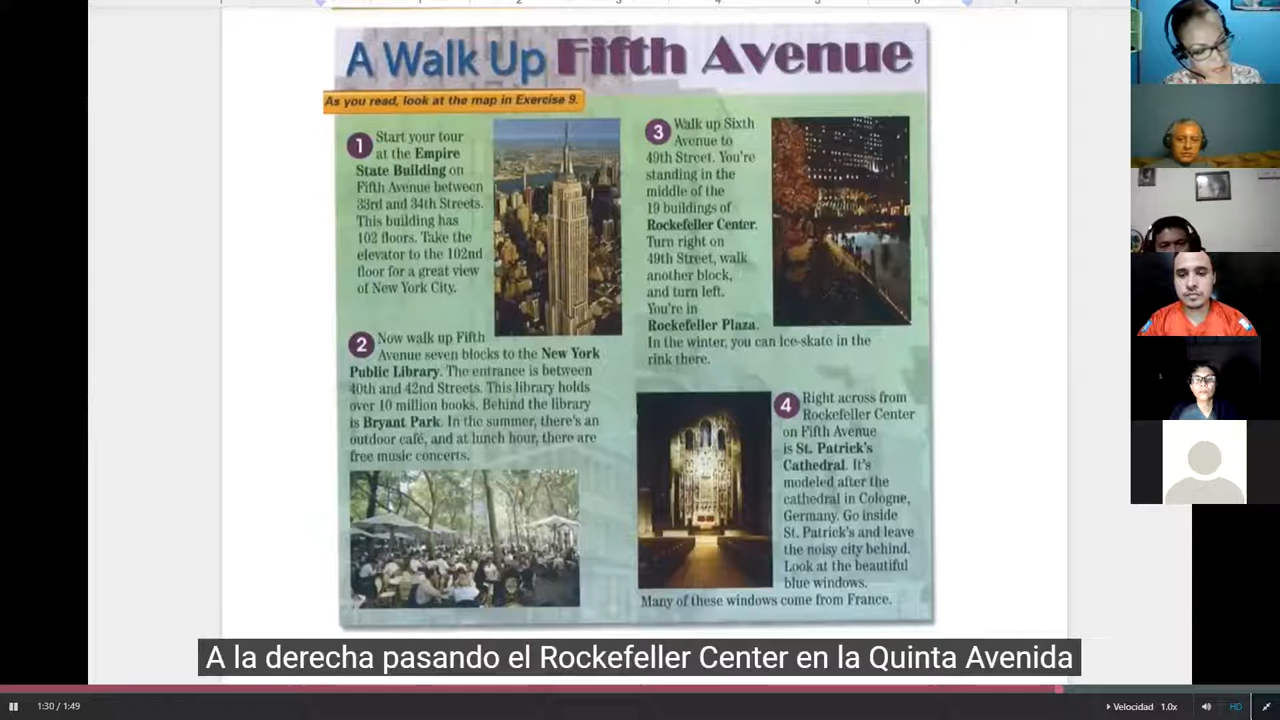 A Walk Up Fifth Avenue
As you read, look at the map in Exercise 9.
1 Start your tour
at the Empire
State Building on
Fifth Avenue between
33rd and 34th Streets.
This building has
102 floors. Take the
elevator to the 102nd
floor for a great view
of New York City.
2 Now walk up Fifth
Avenue seven blocks to the New York
Public Library. The entrance is between
40th and 42nd Streets. This library holds
over 10 million books. Behind the library
is Bryant Park. In the summer, there's an
outdoor café, and at lunch hour, there are
free music concerts.
3 Walk up Sixth
Avenue to
49th Street. You're
standing in the
middle of the
19 buildings of
Rockefeller Center.
Turn right on
49th Street, walk
another block,
and turn left.
You're in
Rockefeller Plaza.
In the winter, you can ice-skate in the
rink there.
4 Right across from
Rockefeller Center
on Fifth Avenue
is St. Patrick's
Cathedral. It's
modeled after the
cathedral in Cologne,
Germany. Go inside
St. Patrick's and leave
the noisy city behind.
Look at the beautiful
blue windows.
Many of these windows come from France.
A la derecha pasando el Rockefeller Center en la Quinta Avenida
1:30 / 1:49
Velocidad 1.0x
HD